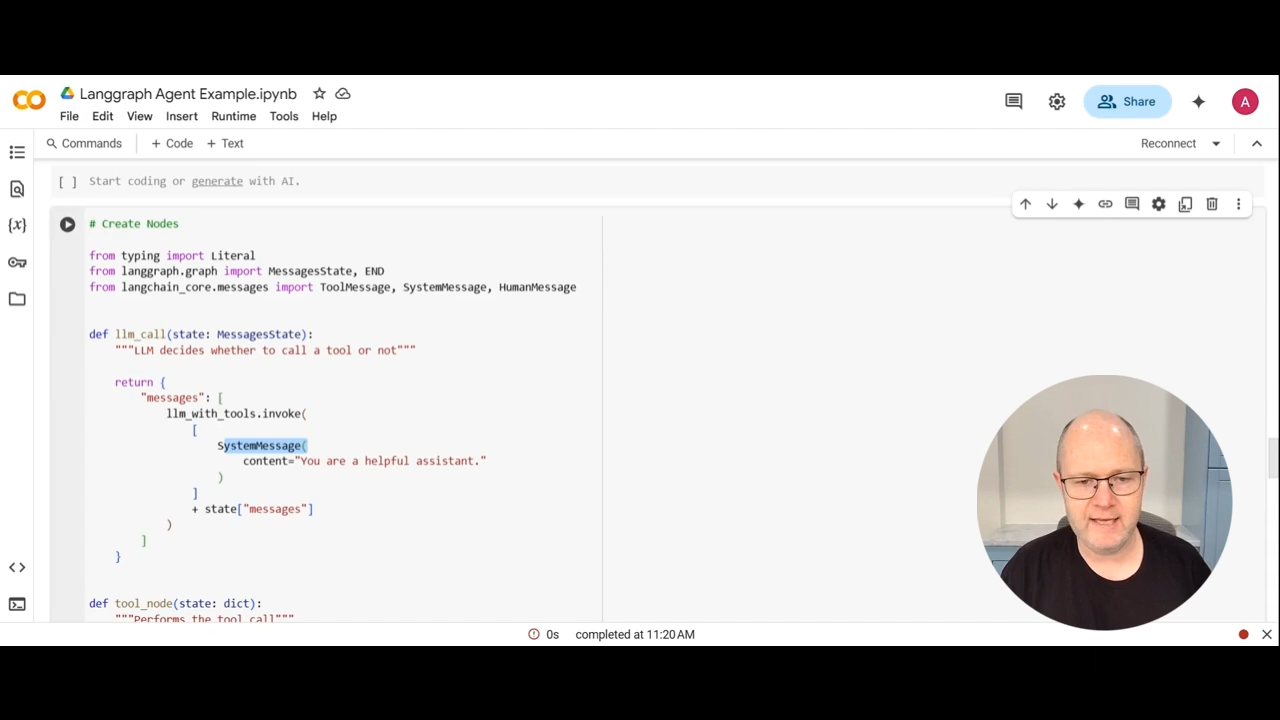 Langgraph Agent Example.ipynb
File Edit View Insert Runtime Tools Help
Share
A
Commands + Code + Text
Reconnect
[ ] Start coding or generate with AI.
# Create Nodes
from typing import Literal
from langgraph.graph import MessagesState, END
from langchain_core.messages import ToolMessage, SystemMessage, HumanMessage
def llm_call(state: MessagesState):
"""LLM decides whether to call a tool or not"""
return {
"messages": [
llm_with_tools.invoke(
[
SystemMessage(
content="You are a helpful assistant."
)
]
+ state["messages"]
)
]
}
def tool_node(state: dict):
"""Performs the tool call"""
0s completed at 11:20 AM